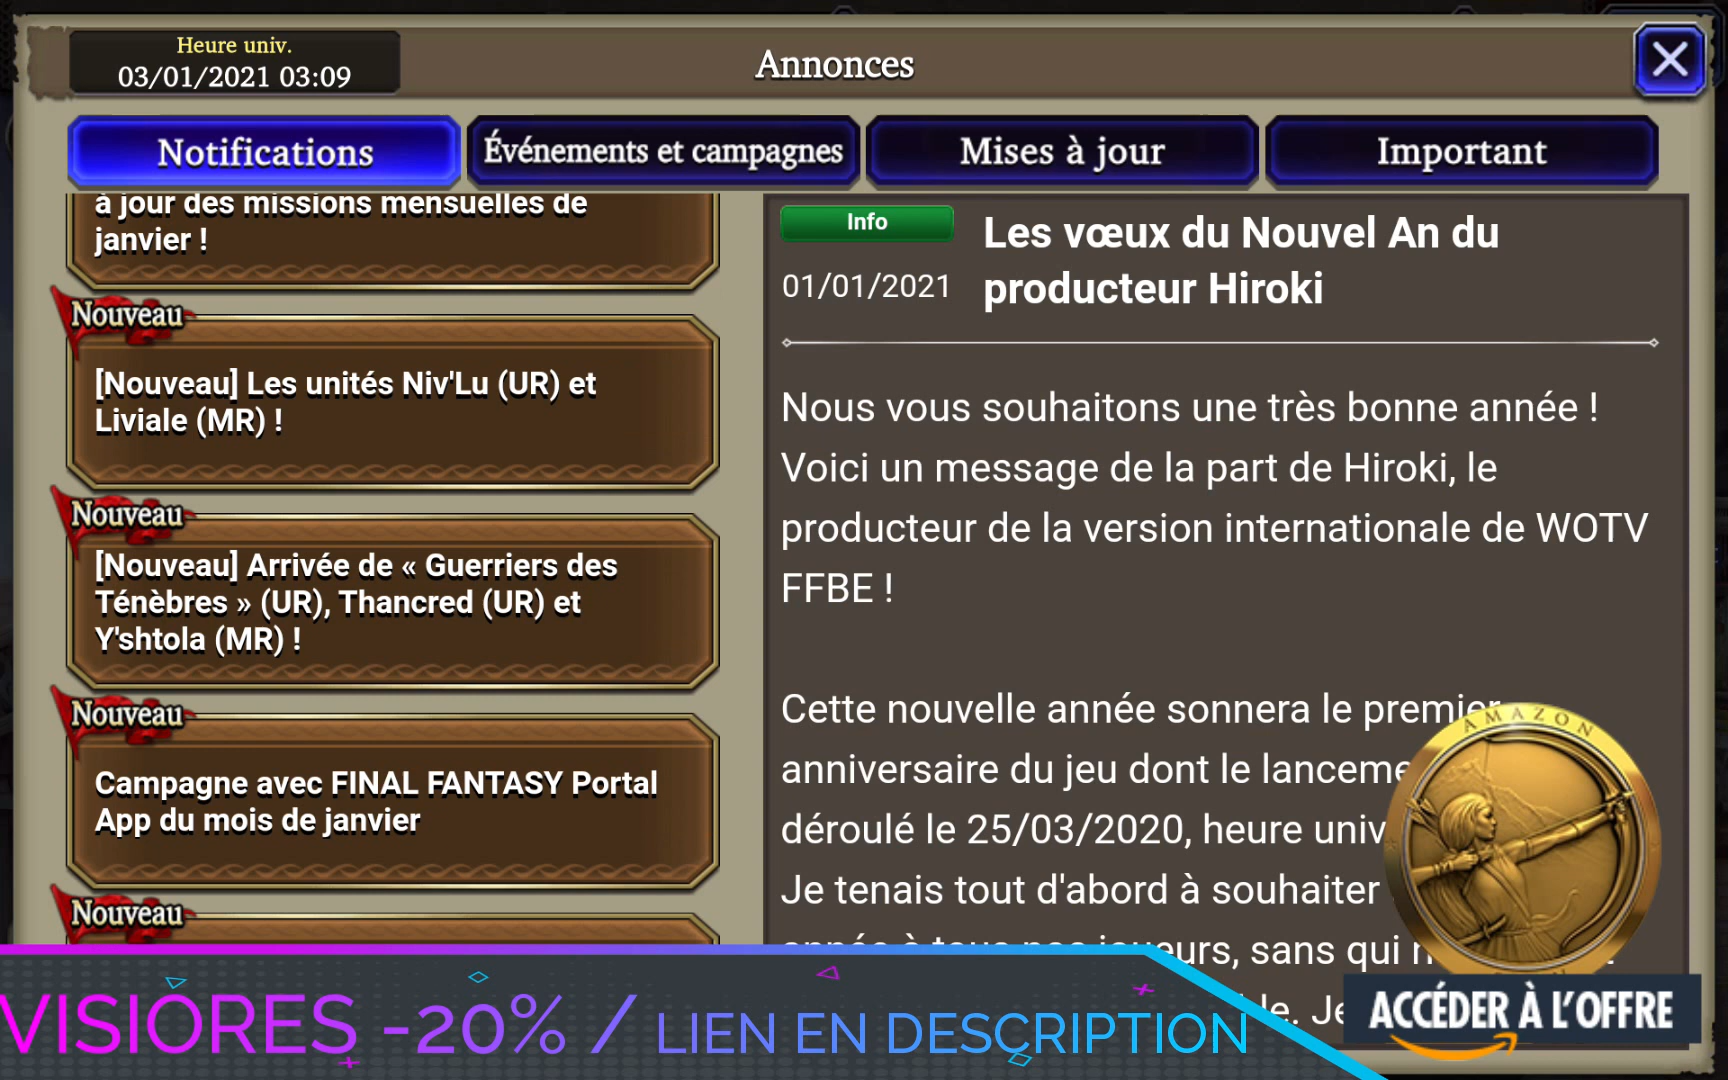 Heure univ.
03/01/2021 03:09
Annonces
Notifications
Événements et campagnes
Mises à jour
Important
à jour des missions mensuelles de
janvier !
Nouveau
[Nouveau] Les unités Niv'Lu (UR) et
Liviale (MR) !
Nouveau
[Nouveau] Arrivée de « Guerriers des
Ténèbres » (UR), Thancred (UR) et
Y'shtola (MR) !
Nouveau
Campagne avec FINAL FANTASY Portal
App du mois de janvier
Nouveau
Info
01/01/2021
Les vœux du Nouvel An du
producteur Hiroki
Nous vous souhaitons une très bonne année !
Voici un message de la part de Hiroki, le
producteur de la version internationale de WOTV
FFBE !
Cette nouvelle année sonnera le premier
anniversaire du jeu dont le lanceme
déroulé le 25/03/2020, heure univ
Je tenais tout d'abord à souhaiter
année à tous nos joueurs, sans qui
Je
AMAZON
ACCÉDER À L'OFFRE
VISIORES -20% / LIEN EN DESCRIPTION